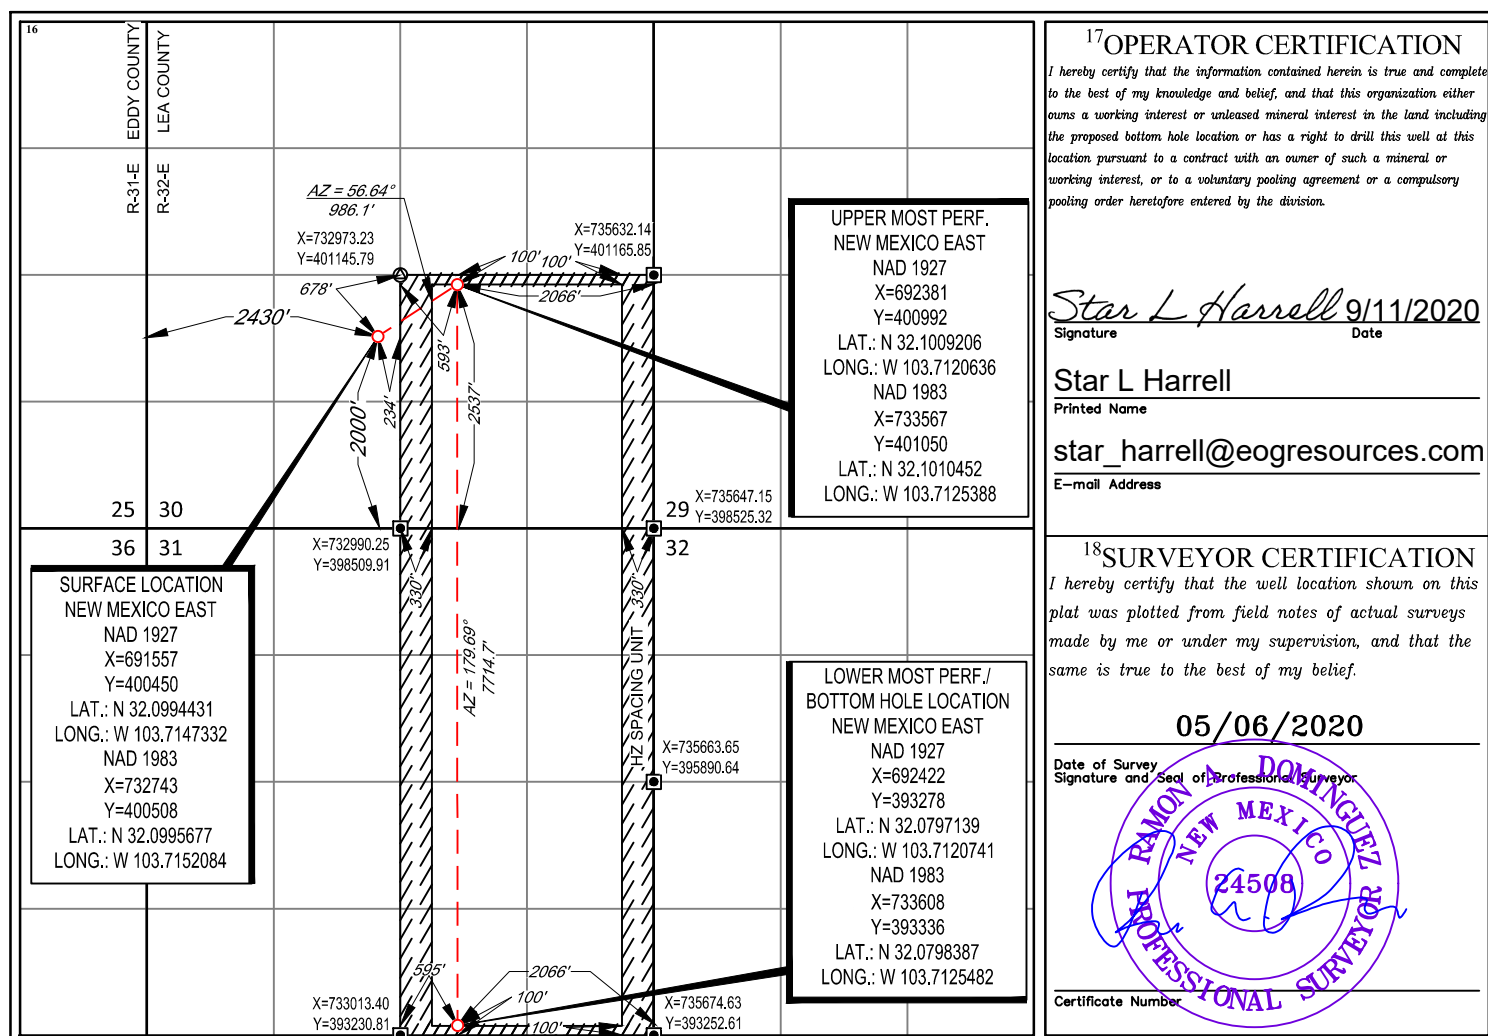 16
EDDY COUNTY
LEA COUNTY
R-31-E
R-32-E
AZ = 56.64°
986.1'
X=732973.23
Y=401145.79
X=735632.14
Y=401165.85
100'
100'
678'
2066'
2430'
593'
2537'
234'
2000'
UPPER MOST PERF.
NEW MEXICO EAST
NAD 1927
X=692381
Y=400992
LAT.: N 32.1009206
LONG.: W 103.7120636
NAD 1983
X=733567
Y=401050
LAT.: N 32.1010452
LONG.: W 103.7125388
25
30
29
X=735647.15
Y=398525.32
36
31
32
X=732990.25
Y=398509.91
330'
330'
SURFACE LOCATION
NEW MEXICO EAST
NAD 1927
X=691557
Y=400450
LAT.: N 32.0994431
LONG.: W 103.7147332
NAD 1983
X=732743
Y=400508
LAT.: N 32.0995677
LONG.: W 103.7152084
AZ = 179.69°
7714.7'
HZ SPACING UNIT
X=735663.65
Y=395890.64
LOWER MOST PERF./
BOTTOM HOLE LOCATION
NEW MEXICO EAST
NAD 1927
X=692422
Y=393278
LAT.: N 32.0797139
LONG.: W 103.7120741
NAD 1983
X=733608
Y=393336
LAT.: N 32.0798387
LONG.: W 103.7125482
595'
2066'
100'
100'
X=733013.40
Y=393230.81
X=735674.63
Y=393252.61
17OPERATOR CERTIFICATION
I hereby certify that the information contained herein is true and complete
to the best of my knowledge and belief, and that this organization either
owns a working interest or unleased mineral interest in the land including
the proposed bottom hole location or has a right to drill this well at this
location pursuant to a contract with an owner of such a mineral or
working interest, or to a voluntary pooling agreement or a compulsory
pooling order heretofore entered by the division.
Star L Harrell 9/11/2020
Signature Date
Star L Harrell
Printed Name
star_harrell@eogresources.com
E-mail Address
18SURVEYOR CERTIFICATION
I hereby certify that the well location shown on this
plat was plotted from field notes of actual surveys
made by me or under my supervision, and that the
same is true to the best of my belief.
05/06/2020
Date of Survey
Signature and Seal of Professional Surveyor
RAMON A. DOMINGUEZ
NEW MEXICO
24508
PROFESSIONAL SURVEYOR
Certificate Number